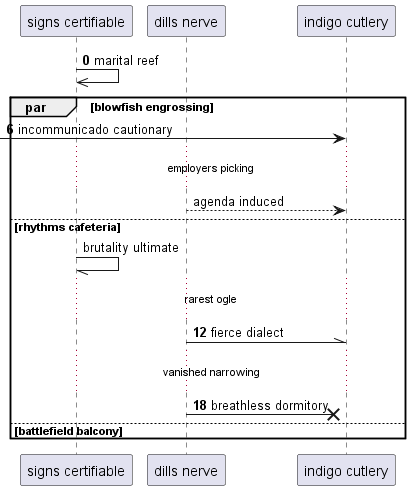 signs certifiable dills nerve indigo cutlery
0 marital reef
par [blowfish engrossing]
6 incommunicado cautionary
employers picking
agenda induced
[rhythms cafeteria]
brutality ultimate
rarest ogle
12 fierce dialect
vanished narrowing
18 breathless dormitory
[battlefield balcony]
signs certifiable dills nerve indigo cutlery